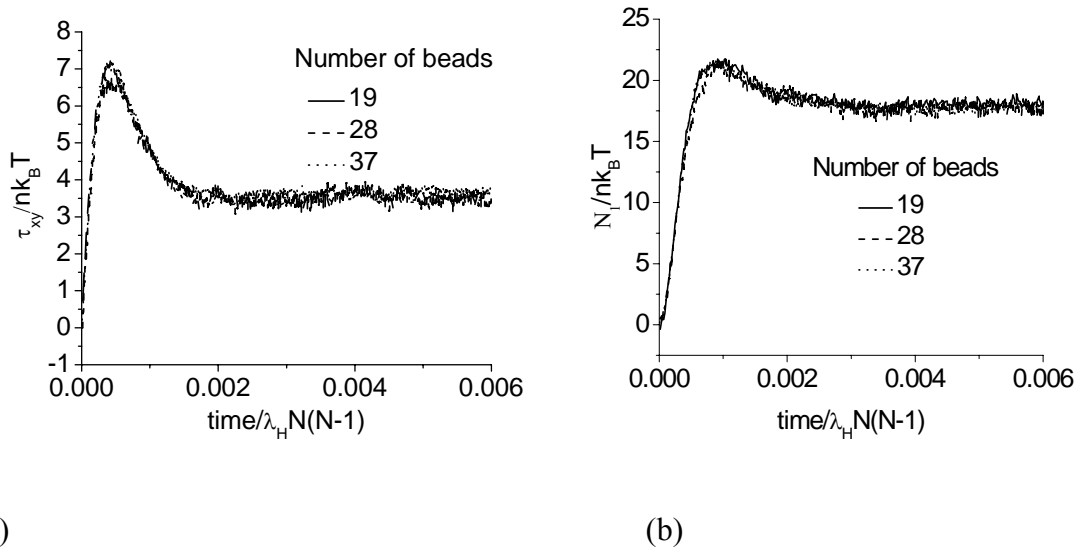 8
7
6
5
4
3
2
1
0
-1
τxy/nkBT
Number of beads
19
28
37
0.000 0.002 0.004 0.006
time/λHN(N-1)
25
20
15
10
5
0
N1/nkBT
Number of beads
19
28
37
0.000 0.002 0.004 0.006
time/λHN(N-1)
)
(b)